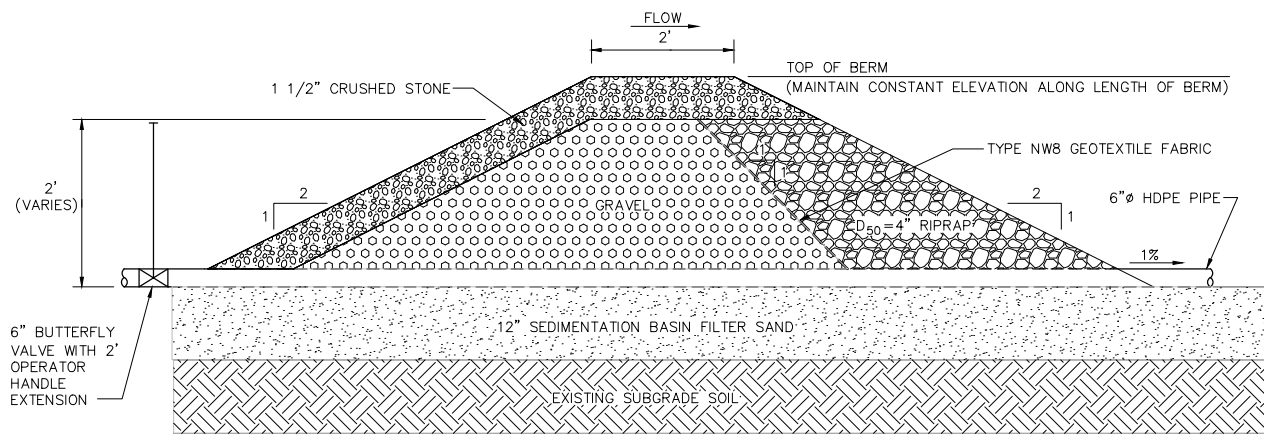 FLOW
2'
TOP OF BERM
(MAINTAIN CONSTANT ELEVATION ALONG LENGTH OF BERM)
1 1/2" CRUSHED STONE
TYPE NW8 GEOTEXTILE FABRIC
1
1
2'
(VARIES)
2
1
GRAVEL
D50=4" RIPRAP
2
1
6"ø HDPE PIPE
1%
6" BUTTERFLY
VALVE WITH 2'
OPERATOR
HANDLE
EXTENSION
12" SEDIMENTATION BASIN FILTER SAND
EXISTING SUBGRADE SOIL